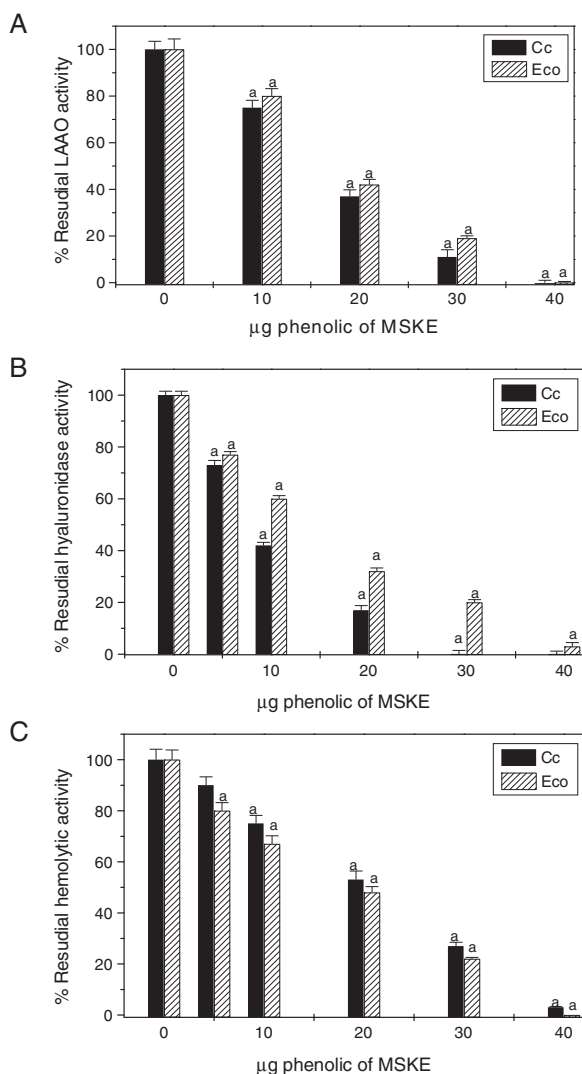 A
% Resudial LAAO activity
100
80
60
40
20
0
Cc
Eco
a a
a a
a a
a a
0 10 20 30 40
µg phenolic of MSKE
B
% Resudial hyaluronidase activity
100
80
60
40
20
0
Cc
Eco
a a
a a
a a
a a
a
0 10 20 30 40
µg phenolic of MSKE
C
% Resudial hemolytic activity
100
80
60
40
20
0
Cc
Eco
a
a a
a a
a a
a a
0 10 20 30 40
µg phenolic of MSKE